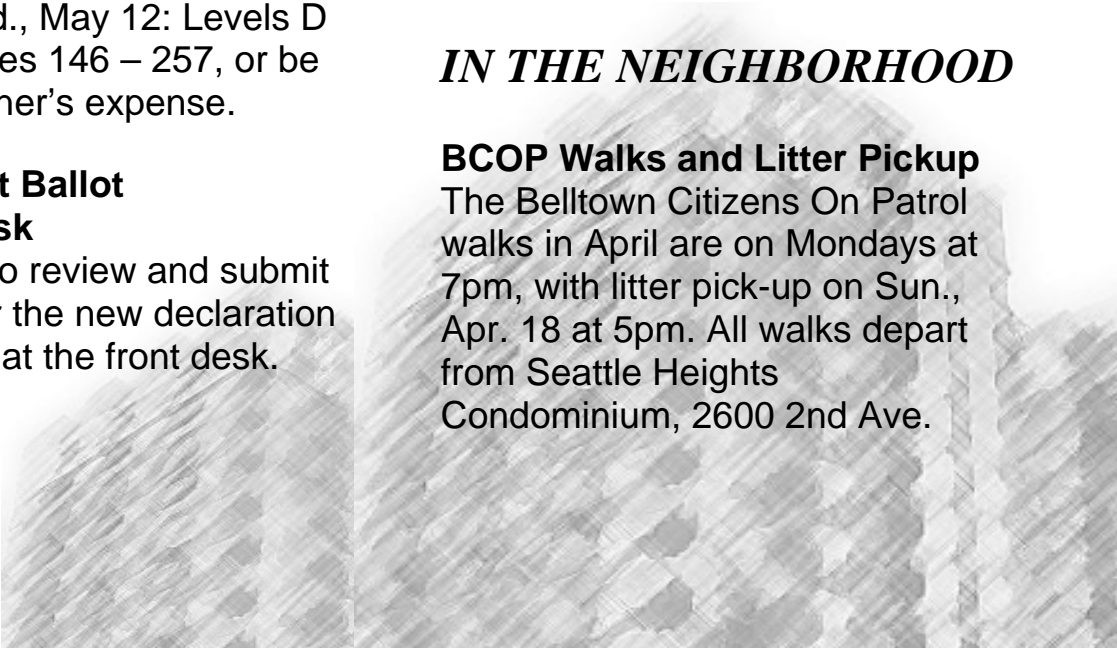 d., May 12: Levels D
es 146 – 257, or be
ner's expense.
t Ballot
sk
o review and submit
r the new declaration
at the front desk.
IN THE NEIGHBORHOOD
BCOP Walks and Litter Pickup
The Belltown Citizens On Patrol
walks in April are on Mondays at
7pm, with litter pick-up on Sun.,
Apr. 18 at 5pm. All walks depart
from Seattle Heights
Condominium, 2600 2nd Ave.